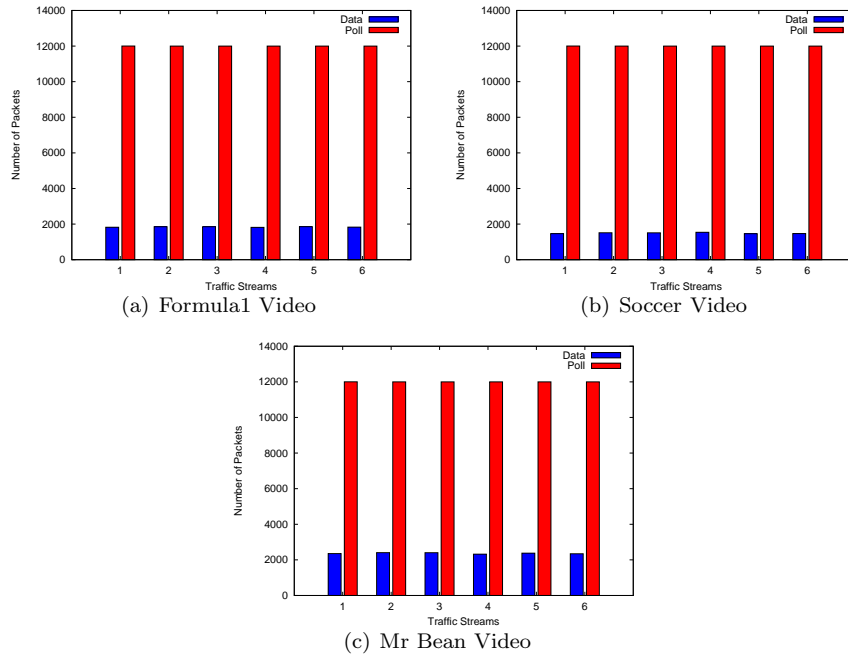 14000
12000
10000
8000
6000
4000
2000
0
Number of Packets
Data
Poll
1 2 3 4 5 6
Traffic Streams
(a) Formula1 Video
14000
12000
10000
8000
6000
4000
2000
0
Number of Packets
Data
Poll
1 2 3 4 5 6
Traffic Streams
(b) Soccer Video
14000
12000
10000
8000
6000
4000
2000
0
Number of Packets
Data
Poll
1 2 3 4 5 6
Traffic Streams
(c) Mr Bean Video